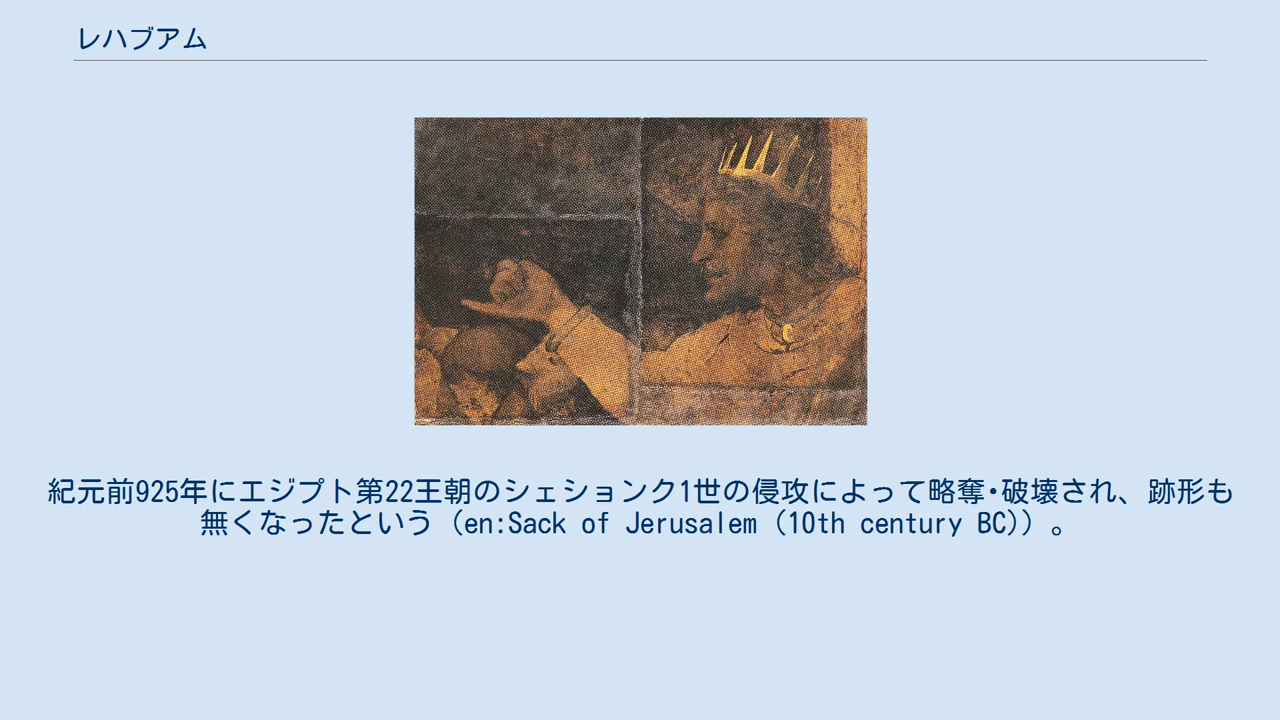 レハブアム
紀元前925年にエジプト第22王朝のシェションク1世の侵攻によって略奪・破壊され、跡形も
無くなったという（en:Sack of Jerusalem (10th century BC)）。